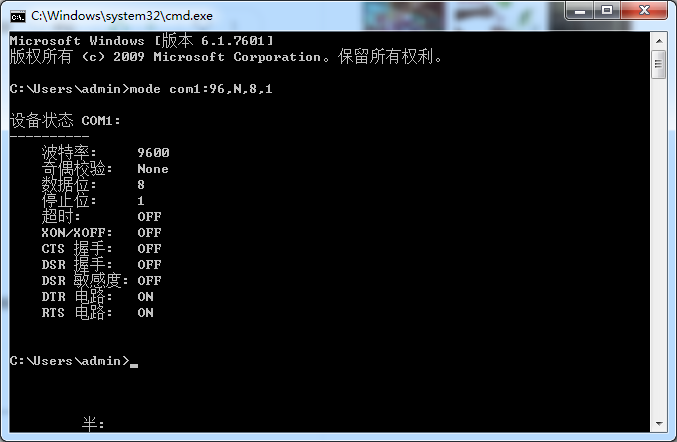 C:\Windows\system32\cmd.exe
Microsoft Windows [版本 6.1.7601]
版权所有 (c) 2009 Microsoft Corporation。保留所有权利。
C:\Users\admin>mode com1:96,N,8,1
设备状态 COM1:
----------
波特率: 9600
奇偶校验: None
数据位: 8
停止位: 1
超时: OFF
XON/XOFF: OFF
CTS 握手: OFF
DSR 握手: OFF
DSR 敏感度: OFF
DTR 电路: ON
RTS 电路: ON
C:\Users\admin>_
半: